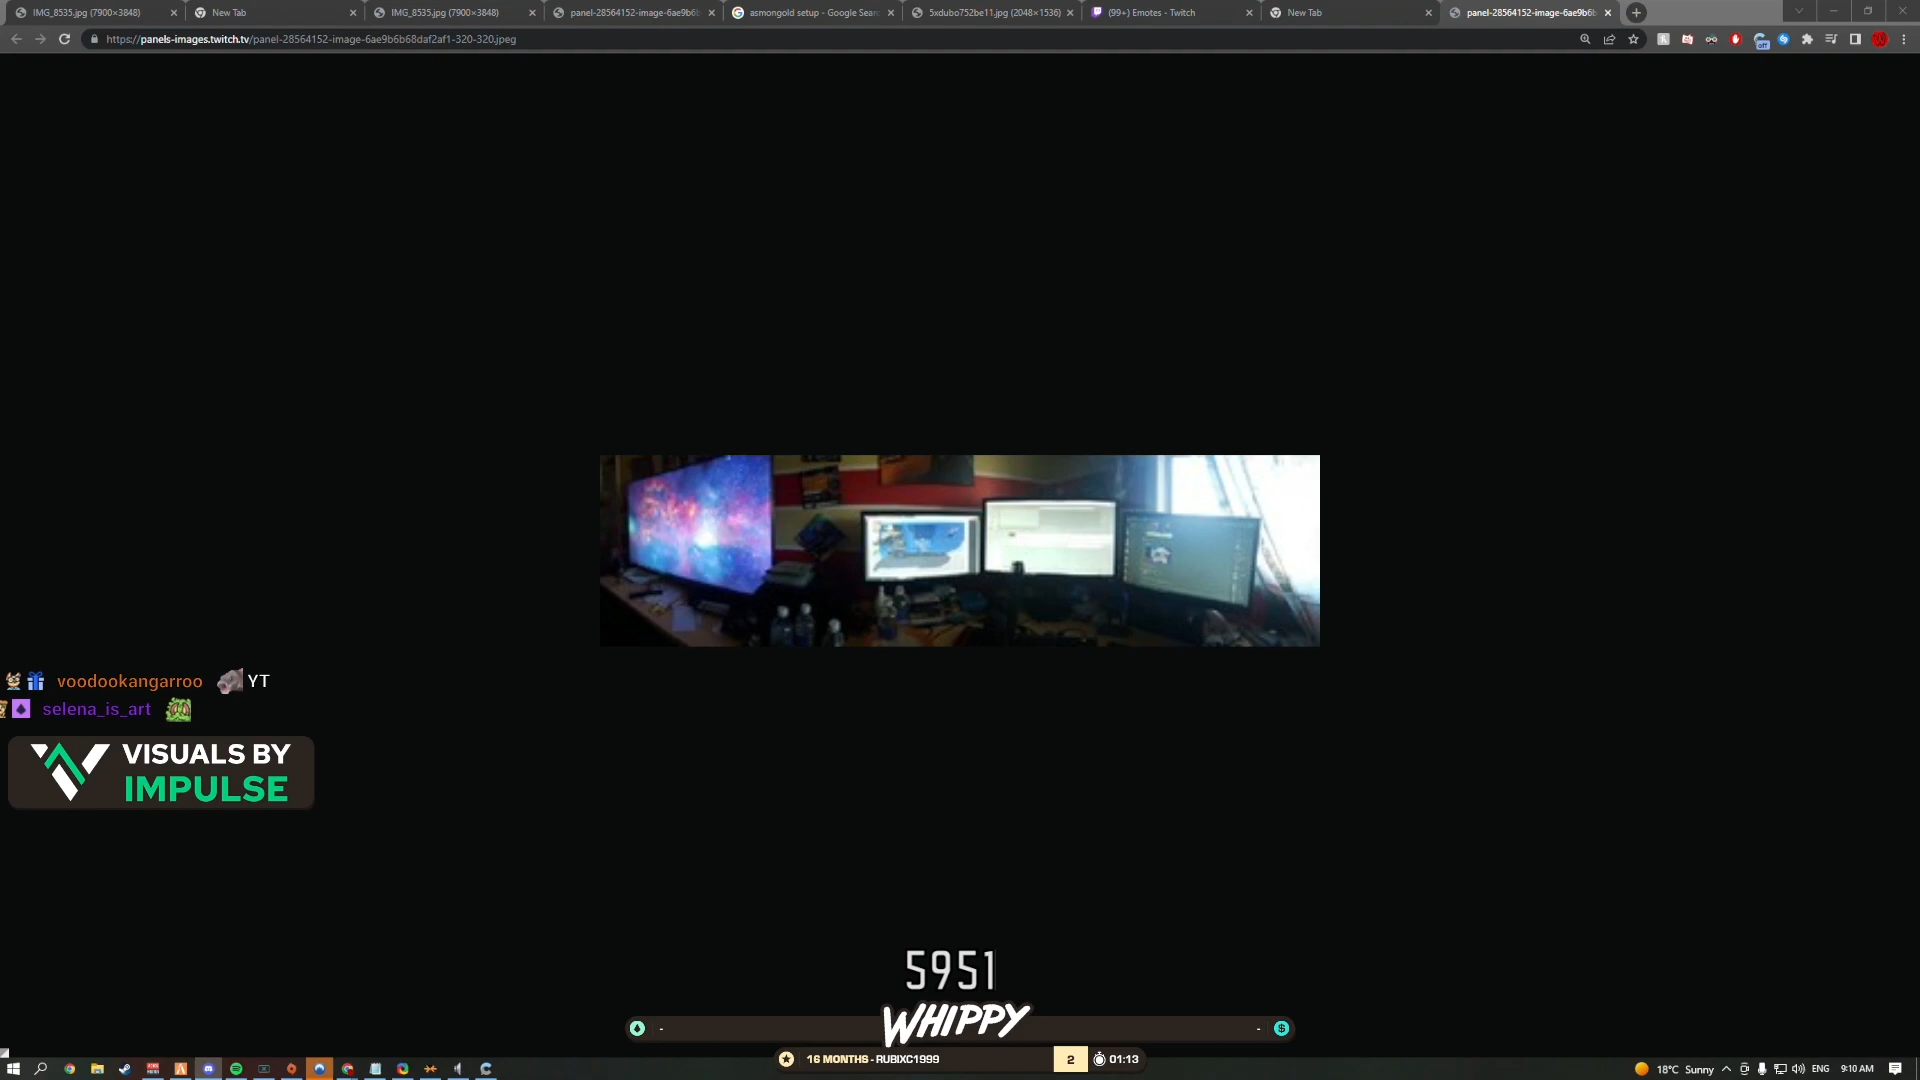 IMG_8535.jpg (7900×3848)
New Tab
IMG_8535.jpg (7900×3848)
panel-28564152-image-6ae9b6b
asmongold setup - Google Sear
5xdubo752be11.jpg (2048×1536)
(99+) Emotes - Twitch
New Tab
panel-28564152-image-6ae9b6b
https://panels-images.twitch.tv/panel-28564152-image-6ae9b6b68daf2af1-320-320.jpeg
off
voodookangarroo YT
selena_is_art
VISUALS BY
IMPULSE
5951
WHIPPY
-
-
16 MONTHS - RUBIXC1999
2
01:13
18°C Sunny
ENG
9:10 AM